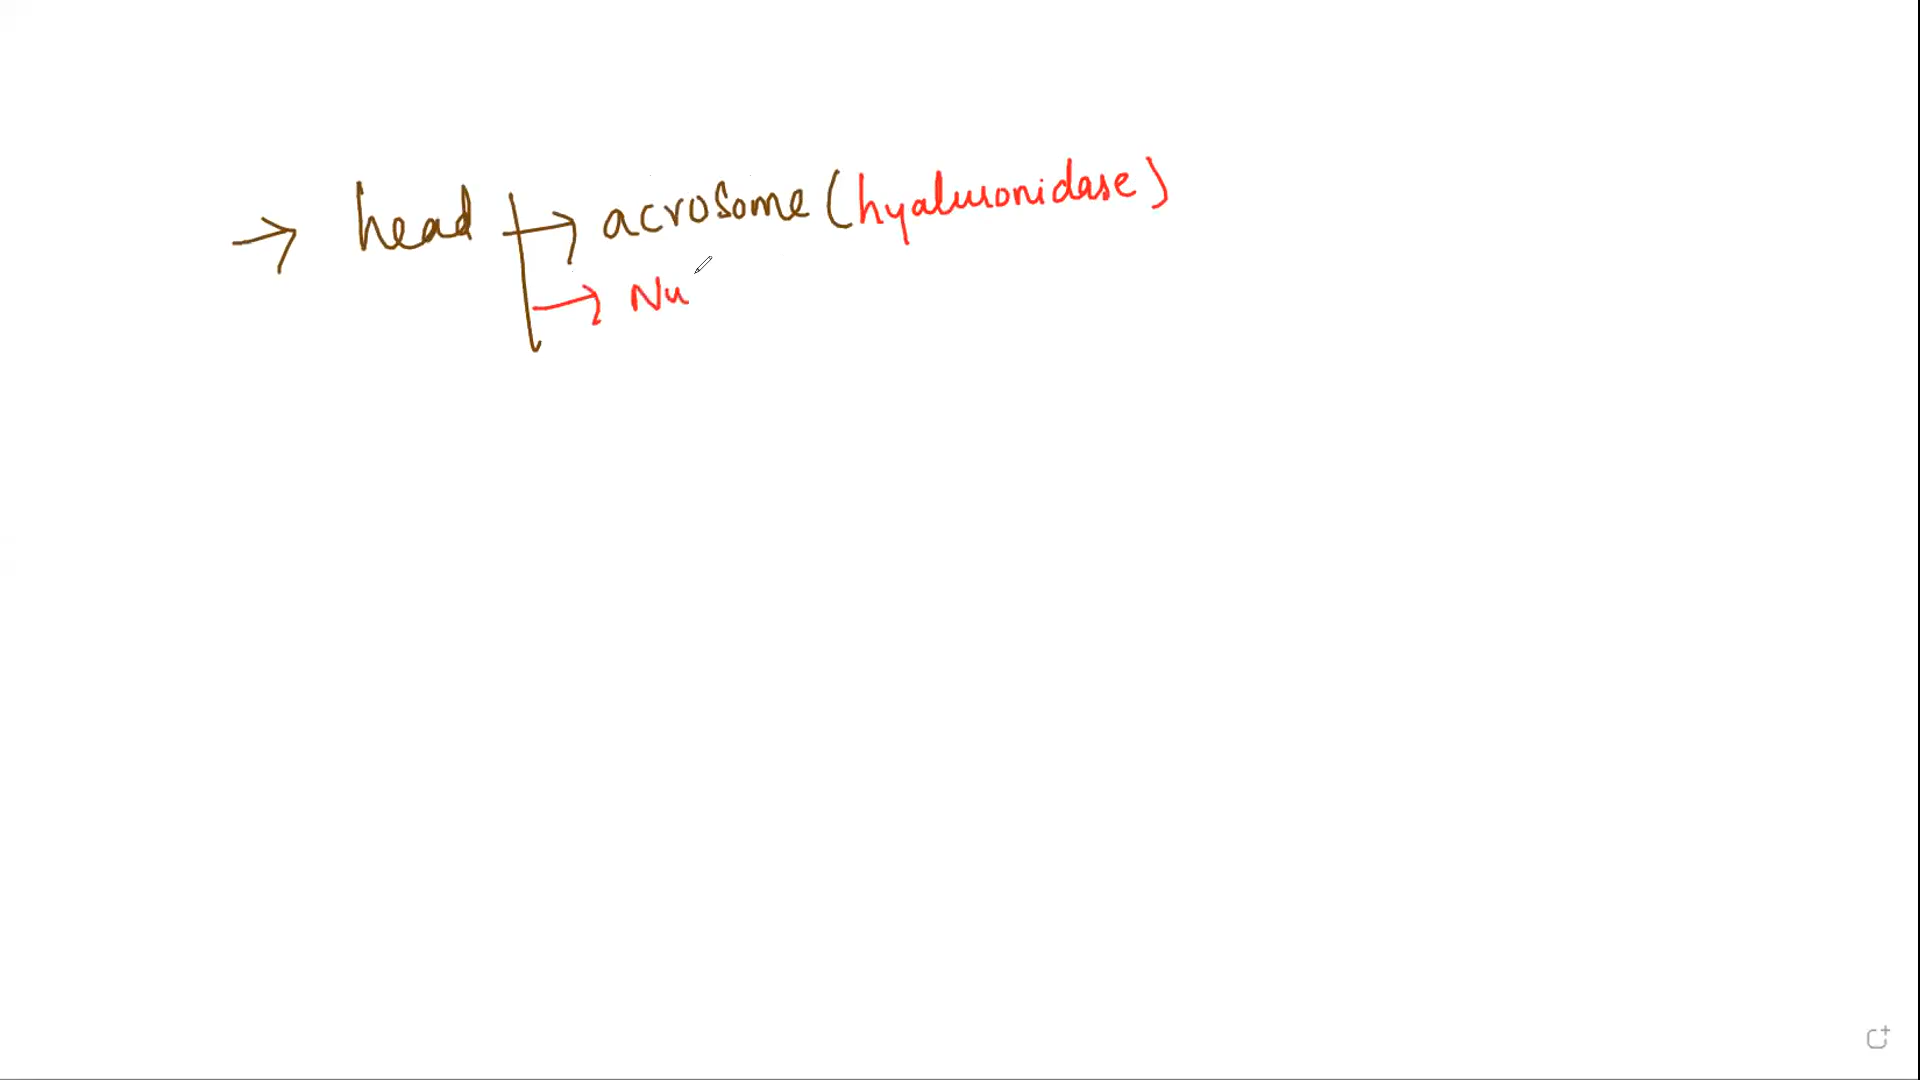 → head → acrosome (hyaluronidase)
→ Nu